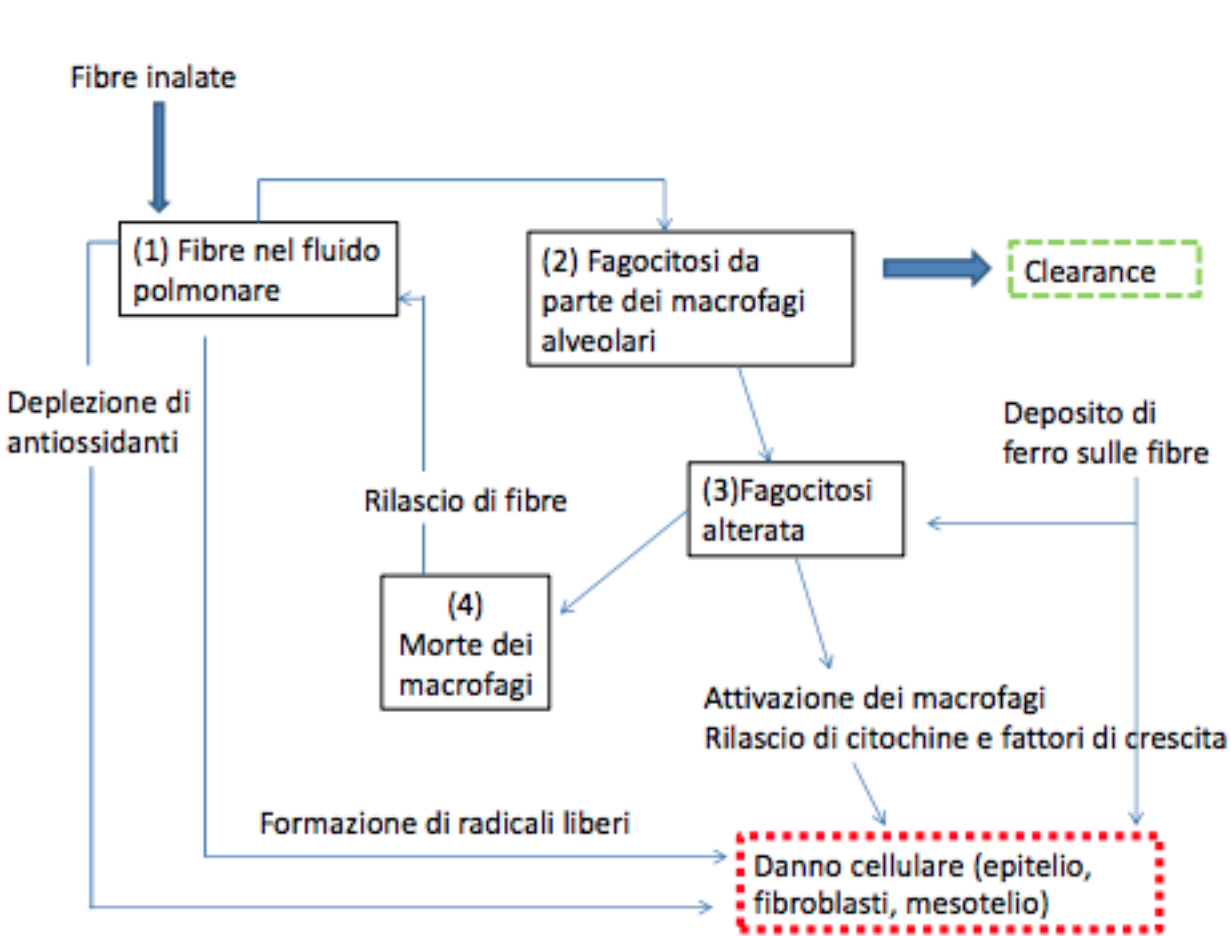 Fibre inalate
(1) Fibre nel fluido
polmonare
(2) Fagocitosi da
parte dei macrofagi
alveolari
Clearance
Deplezione di
antiossidanti
Deposito di
ferro sulle fibre
Rilascio di fibre
(3)Fagocitosi
alterata
(4)
Morte dei
macrofagi
Attivazione dei macrofagi
Rilascio di citochine e fattori di crescita
Formazione di radicali liberi
Danno cellulare (epitelio,
fibroblasti, mesotelio)